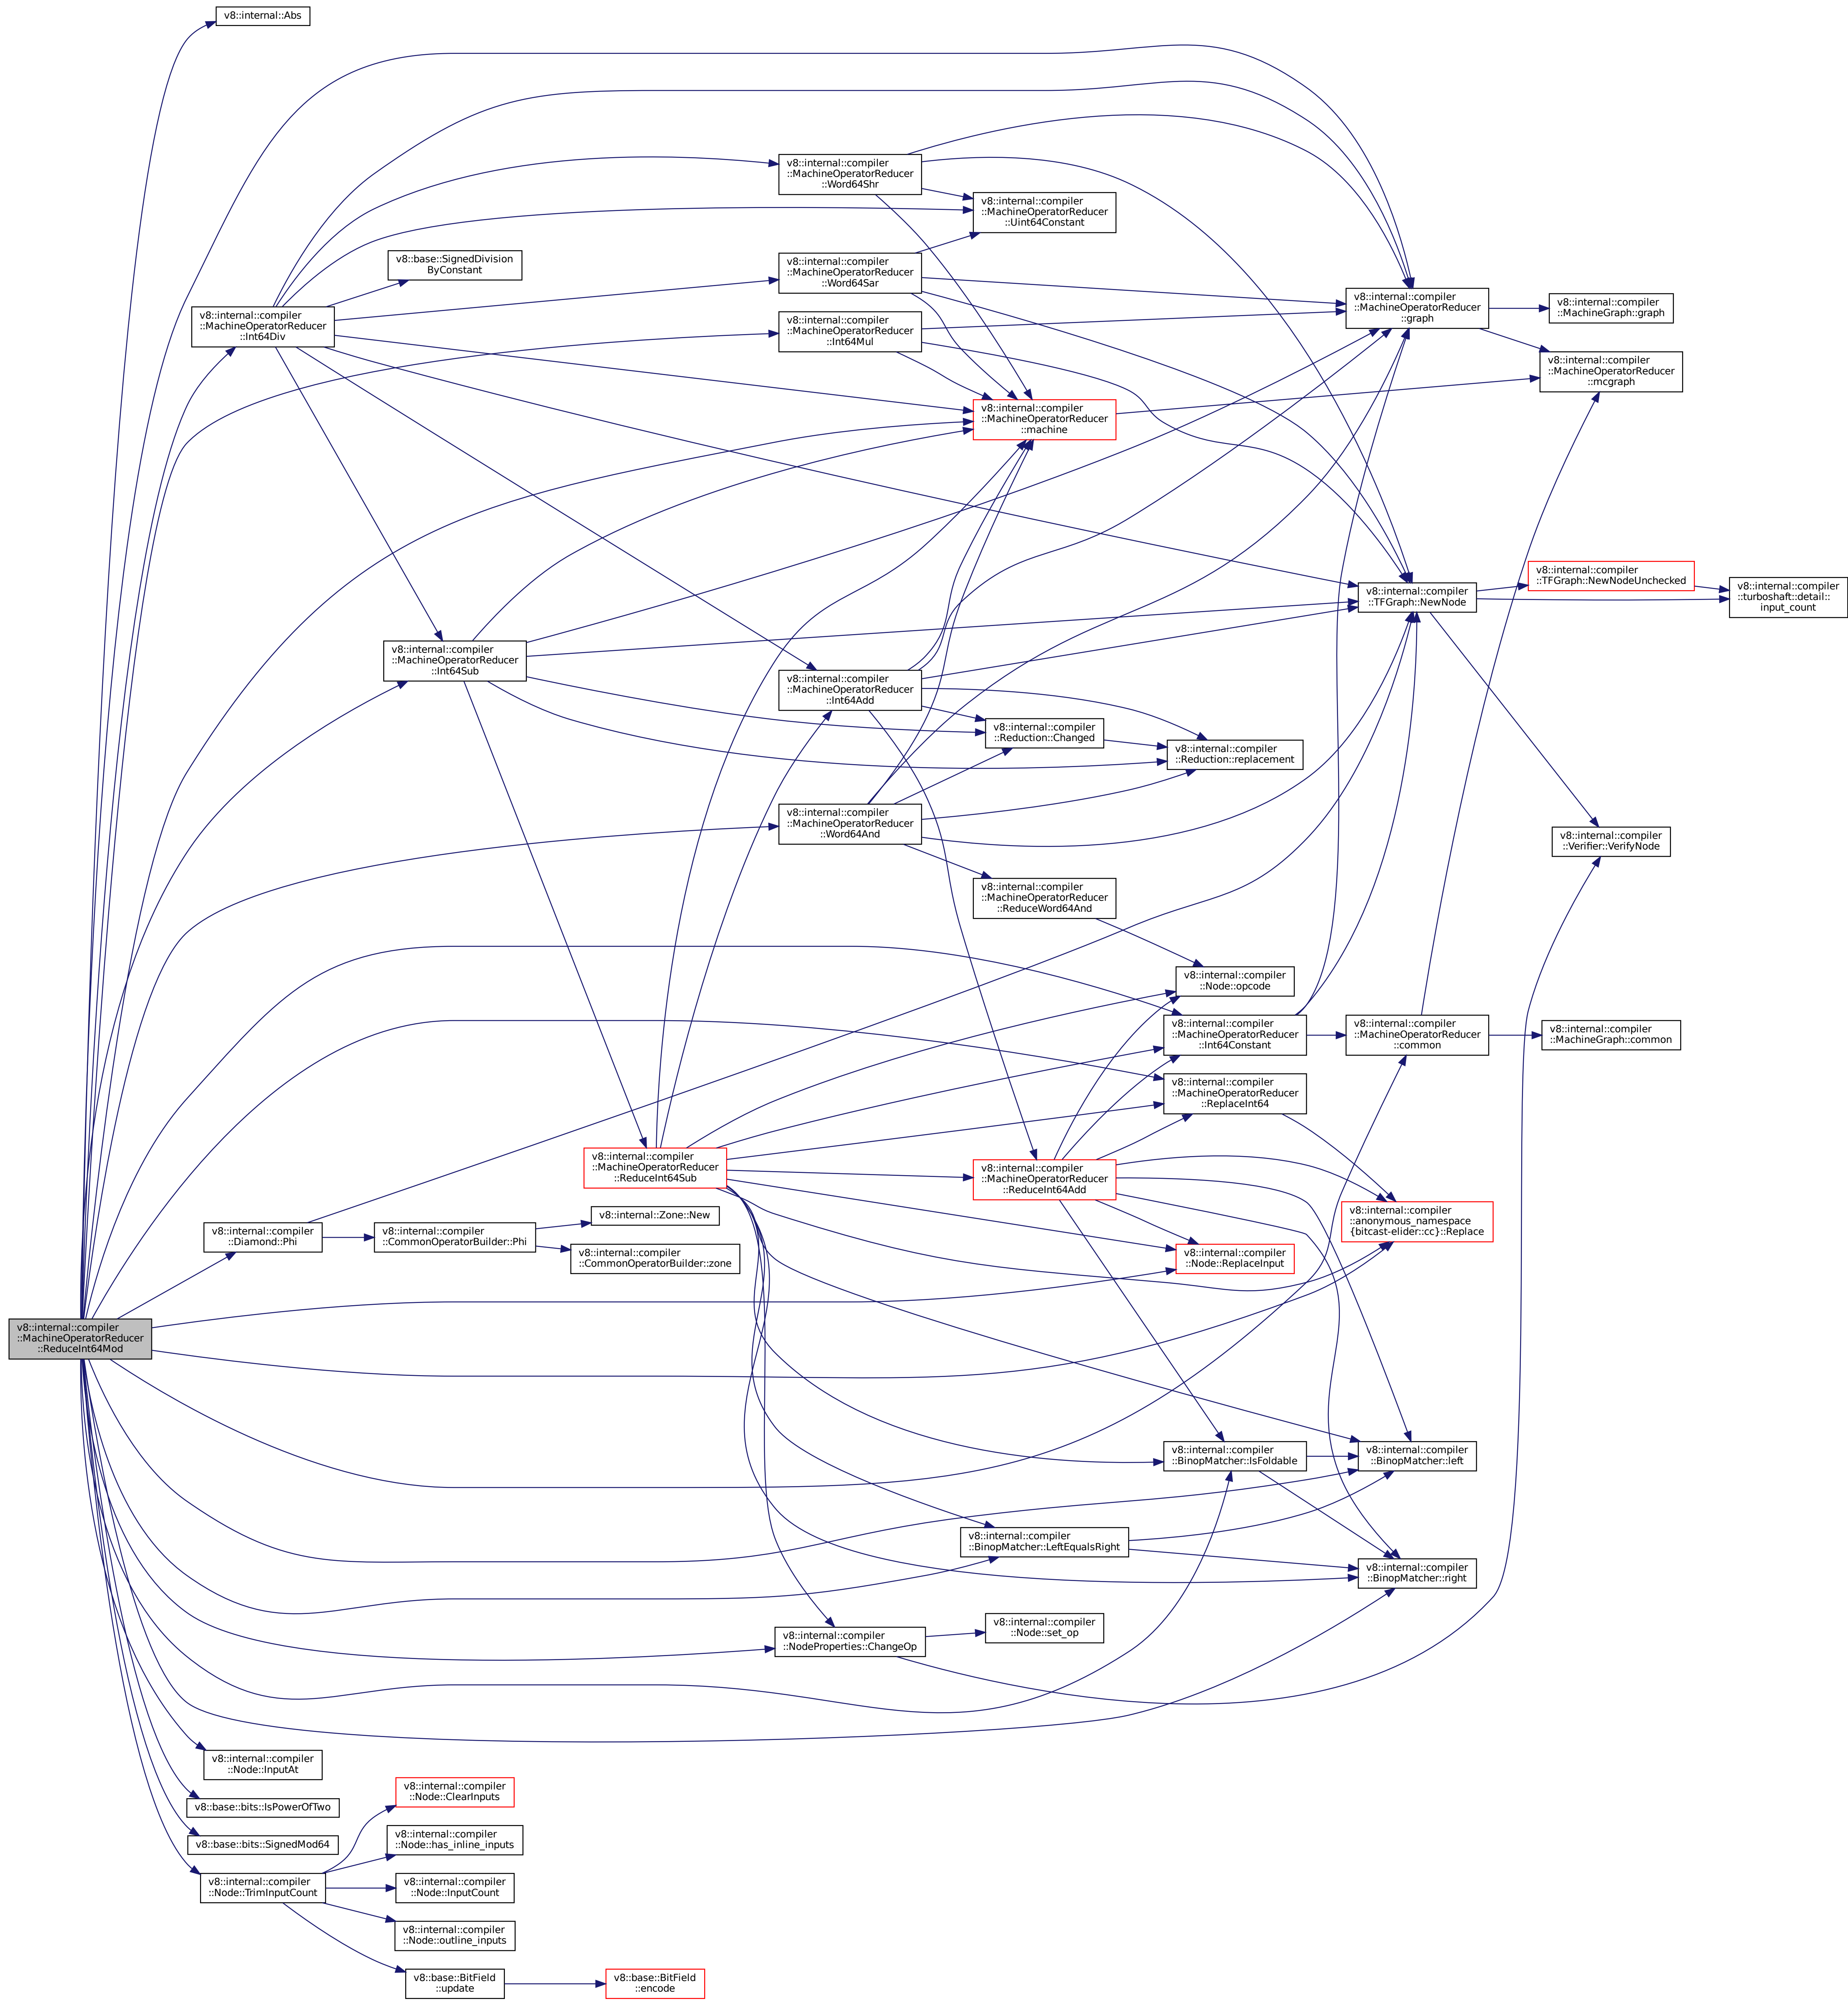 v8::internal::Abs
v8::internal::compiler
::MachineOperatorReducer
::Word64Shr
v8::internal::compiler
::MachineOperatorReducer
::Uint64Constant
v8::base::SignedDivision
ByConstant
v8::internal::compiler
::MachineOperatorReducer
::Word64Sar
v8::internal::compiler
::MachineOperatorReducer
::graph
v8::internal::compiler
::MachineGraph::graph
v8::internal::compiler
::MachineOperatorReducer
::Int64Div
v8::internal::compiler
::MachineOperatorReducer
::Int64Mul
v8::internal::compiler
::MachineOperatorReducer
::mcgraph
v8::internal::compiler
::MachineOperatorReducer
::machine
v8::internal::compiler
::TFGraph::NewNodeUnchecked
v8::internal::compiler
::TFGraph::NewNode
v8::internal::compiler
::turboshaft::detail::
input_count
v8::internal::compiler
::MachineOperatorReducer
::Int64Sub
v8::internal::compiler
::MachineOperatorReducer
::Int64Add
v8::internal::compiler
::Reduction::Changed
v8::internal::compiler
::Reduction::replacement
v8::internal::compiler
::MachineOperatorReducer
::Word64And
v8::internal::compiler
::Verifier::VerifyNode
v8::internal::compiler
::MachineOperatorReducer
::ReduceWord64And
v8::internal::compiler
::Node::opcode
v8::internal::compiler
::MachineOperatorReducer
::Int64Constant
v8::internal::compiler
::MachineOperatorReducer
::common
v8::internal::compiler
::MachineGraph::common
v8::internal::compiler
::MachineOperatorReducer
::ReplaceInt64
v8::internal::compiler
::MachineOperatorReducer
::ReduceInt64Sub
v8::internal::compiler
::MachineOperatorReducer
::ReduceInt64Add
v8::internal::compiler
::anonymous_namespace
{bitcast-elider::cc}::Replace
v8::internal::Zone::New
v8::internal::compiler
::Diamond::Phi
v8::internal::compiler
::CommonOperatorBuilder::Phi
v8::internal::compiler
::CommonOperatorBuilder::zone
v8::internal::compiler
::Node::ReplaceInput
v8::internal::compiler
::MachineOperatorReducer
::ReduceInt64Mod
v8::internal::compiler
::BinopMatcher::IsFoldable
v8::internal::compiler
::BinopMatcher::left
v8::internal::compiler
::BinopMatcher::LeftEqualsRight
v8::internal::compiler
::BinopMatcher::right
v8::internal::compiler
::NodeProperties::ChangeOp
v8::internal::compiler
::Node::set_op
v8::internal::compiler
::Node::InputAt
v8::base::bits::IsPowerOfTwo
v8::internal::compiler
::Node::ClearInputs
v8::base::bits::SignedMod64
v8::internal::compiler
::Node::has_inline_inputs
v8::internal::compiler
::Node::TrimInputCount
v8::internal::compiler
::Node::InputCount
v8::internal::compiler
::Node::outline_inputs
v8::base::BitField
::update
v8::base::BitField
::encode